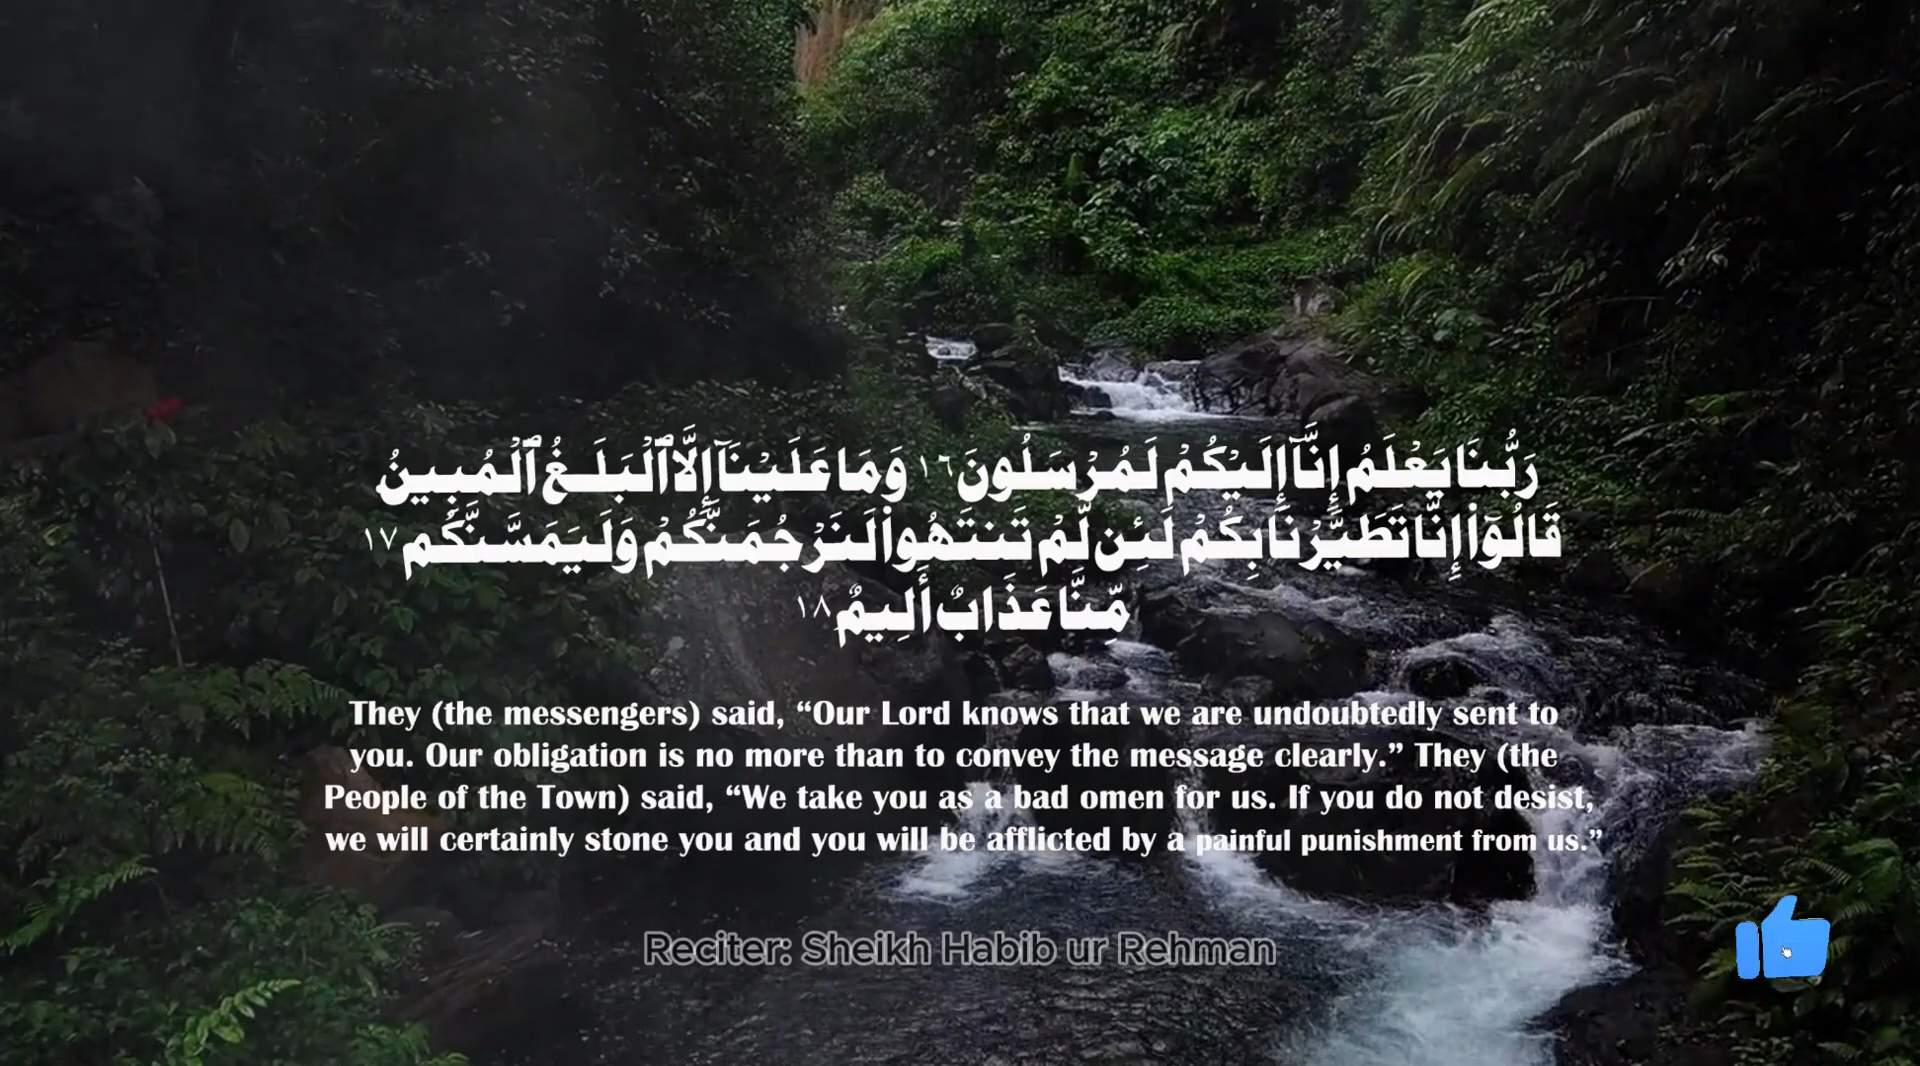 رَبُّنَا يَعْلَمُ إِنَّآ إِلَيْكُمْ لَمُرْسَلُونَ ١٦ وَمَا عَلَيْنَآ إِلَّا ٱلْبَلَـٰغُ ٱلْمُبِينُ
قَالُوٓا۟ إِنَّا تَطَيَّرْنَا بِكُمْ لَئِن لَّمْ تَنتَهُوا۟ لَنَرْجُمَنَّكُمْ وَلَيَمَسَّنَّكُم ١٧
مِّنَّا عَذَابٌ أَلِيمٌ ١٨
They (the messengers) said, “Our Lord knows that we are undoubtedly sent to
you. Our obligation is no more than to convey the message clearly.” They (the
People of the Town) said, “We take you as a bad omen for us. If you do not desist,
we will certainly stone you and you will be afflicted by a painful punishment from us.”
Reciter: Sheikh Habib ur Rehman